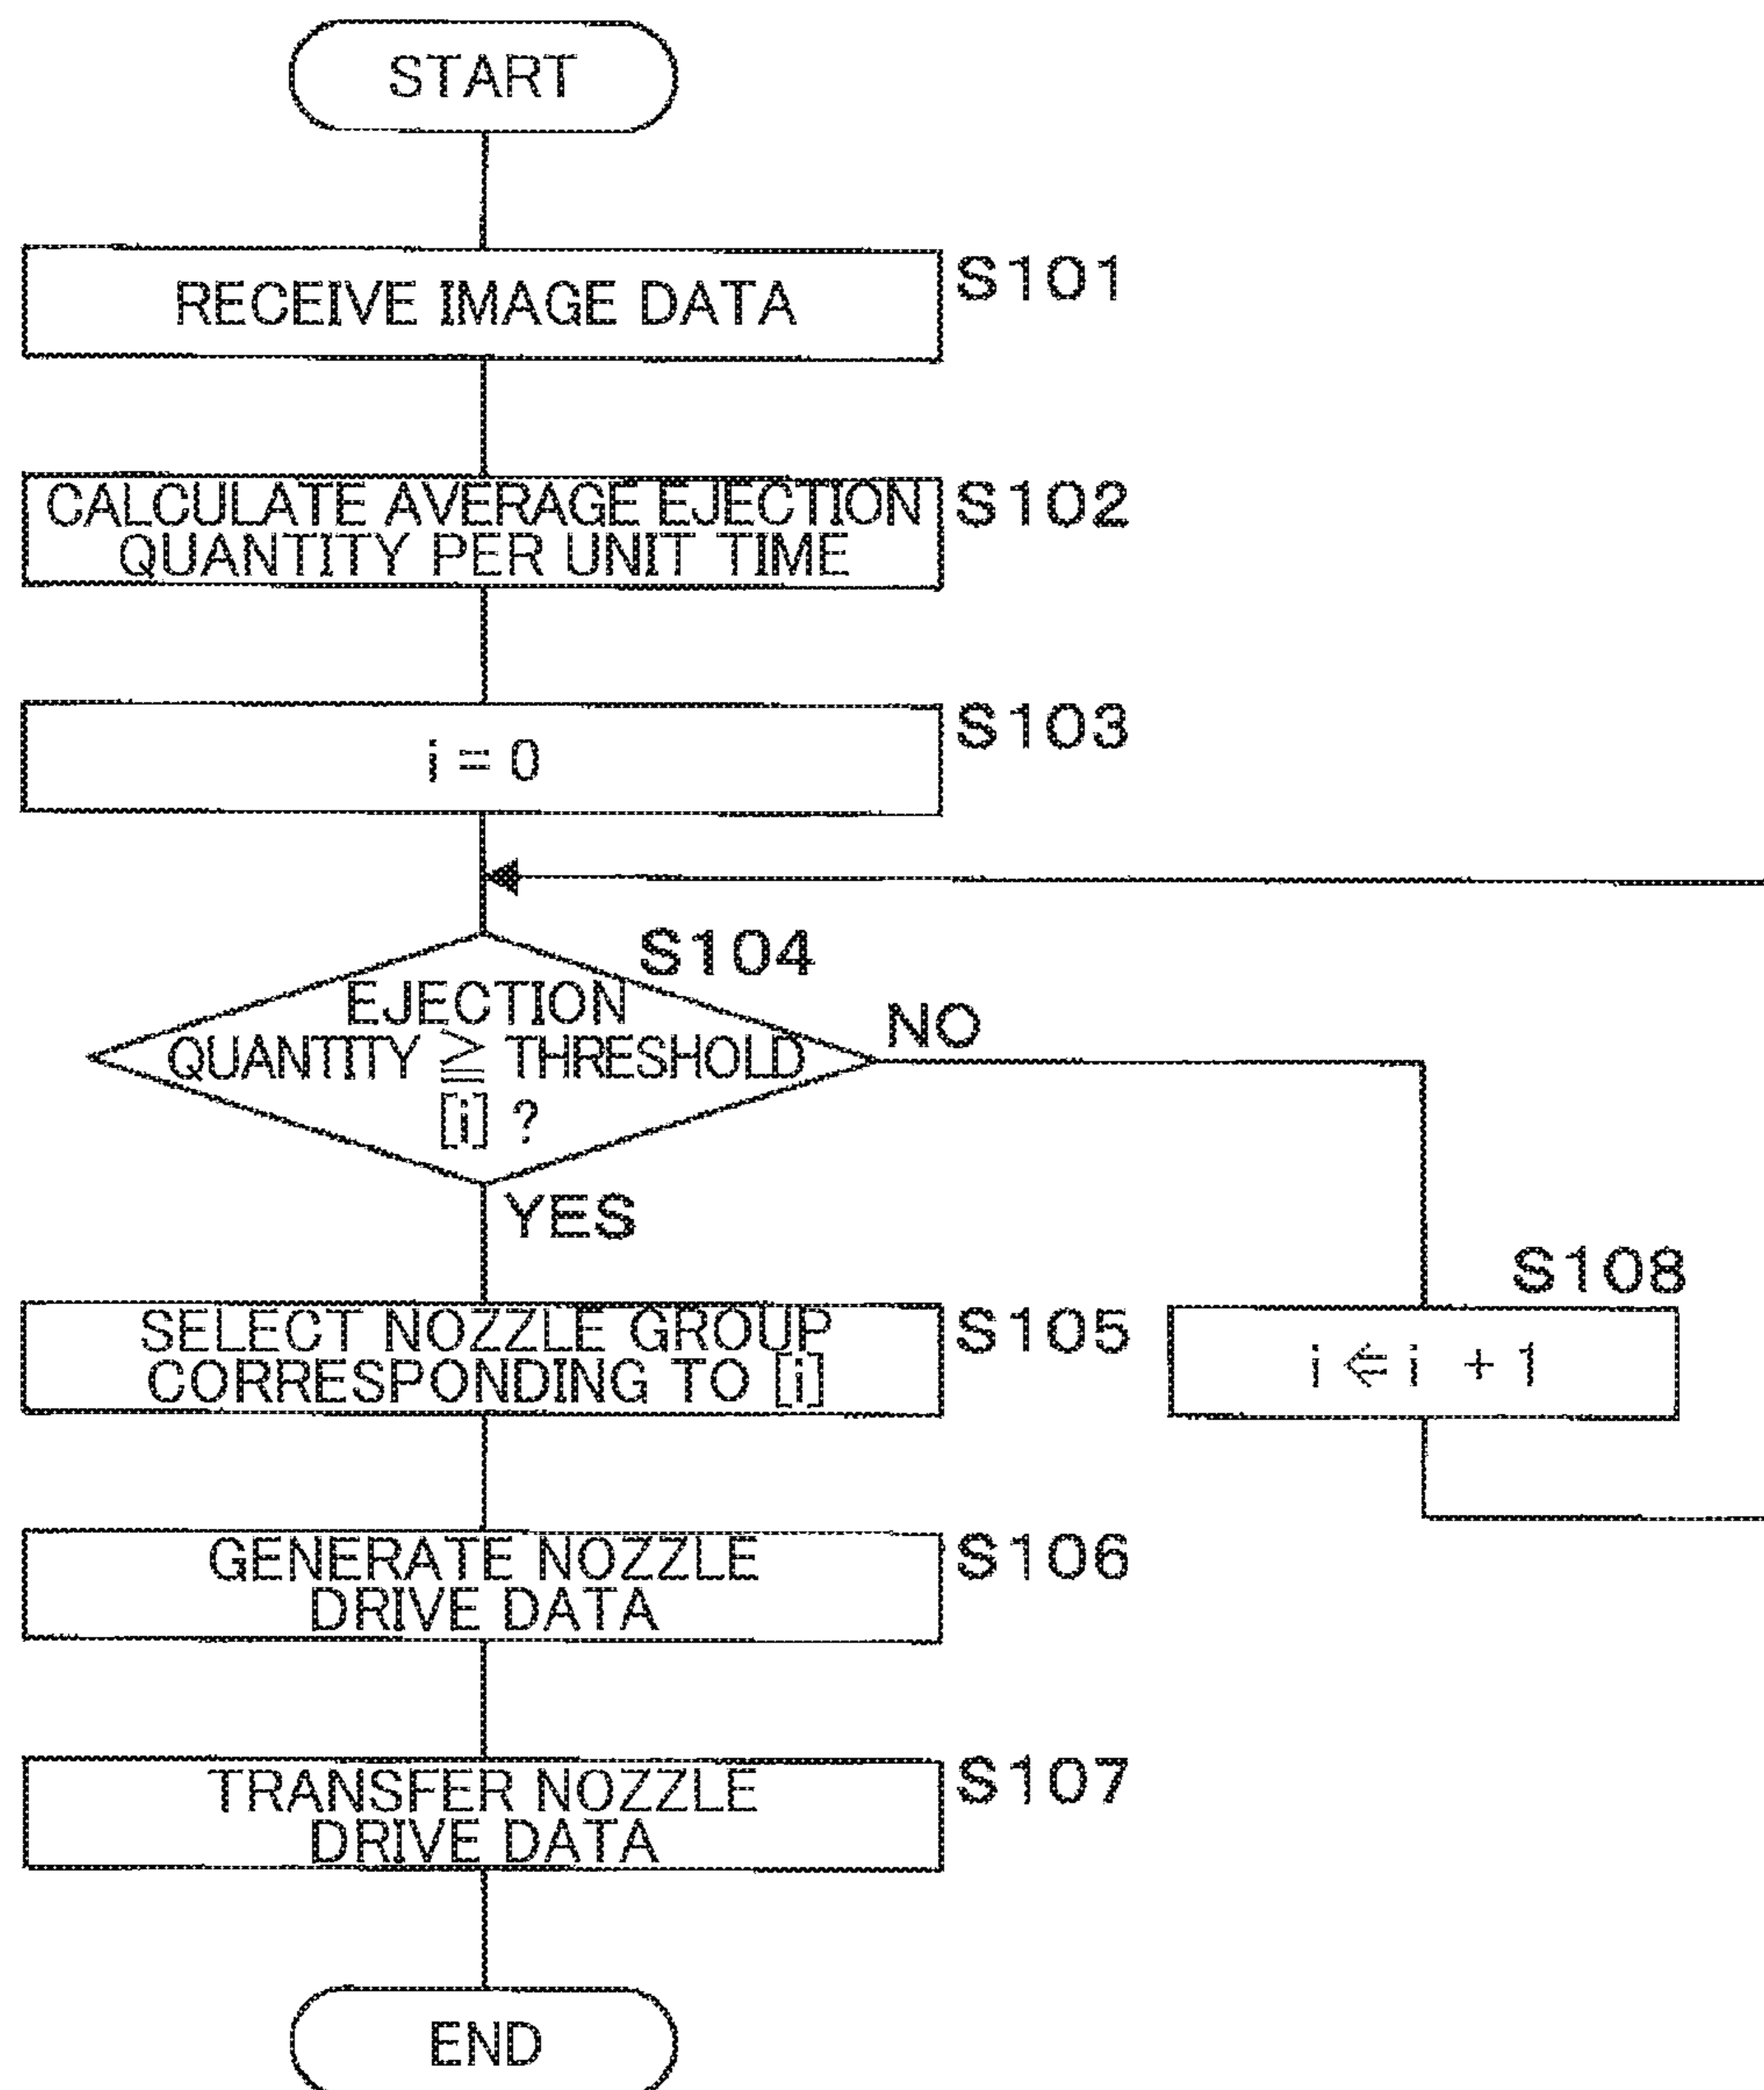 START
RECEIVE IMAGE DATA
S101
CALCULATE AVERAGE EJECTION
QUANTITY PER UNIT TIME
S102
i = 0
S103
S104
EJECTION
QUANTITY ≧ THRESHOLD
[i] ?
NO
YES
SELECT NOZZLE GROUP
CORRESPONDING TO [i]
S105
S108
i ⇐ i + 1
GENERATE NOZZLE
DRIVE DATA
S106
TRANSFER NOZZLE
DRIVE DATA
S107
END